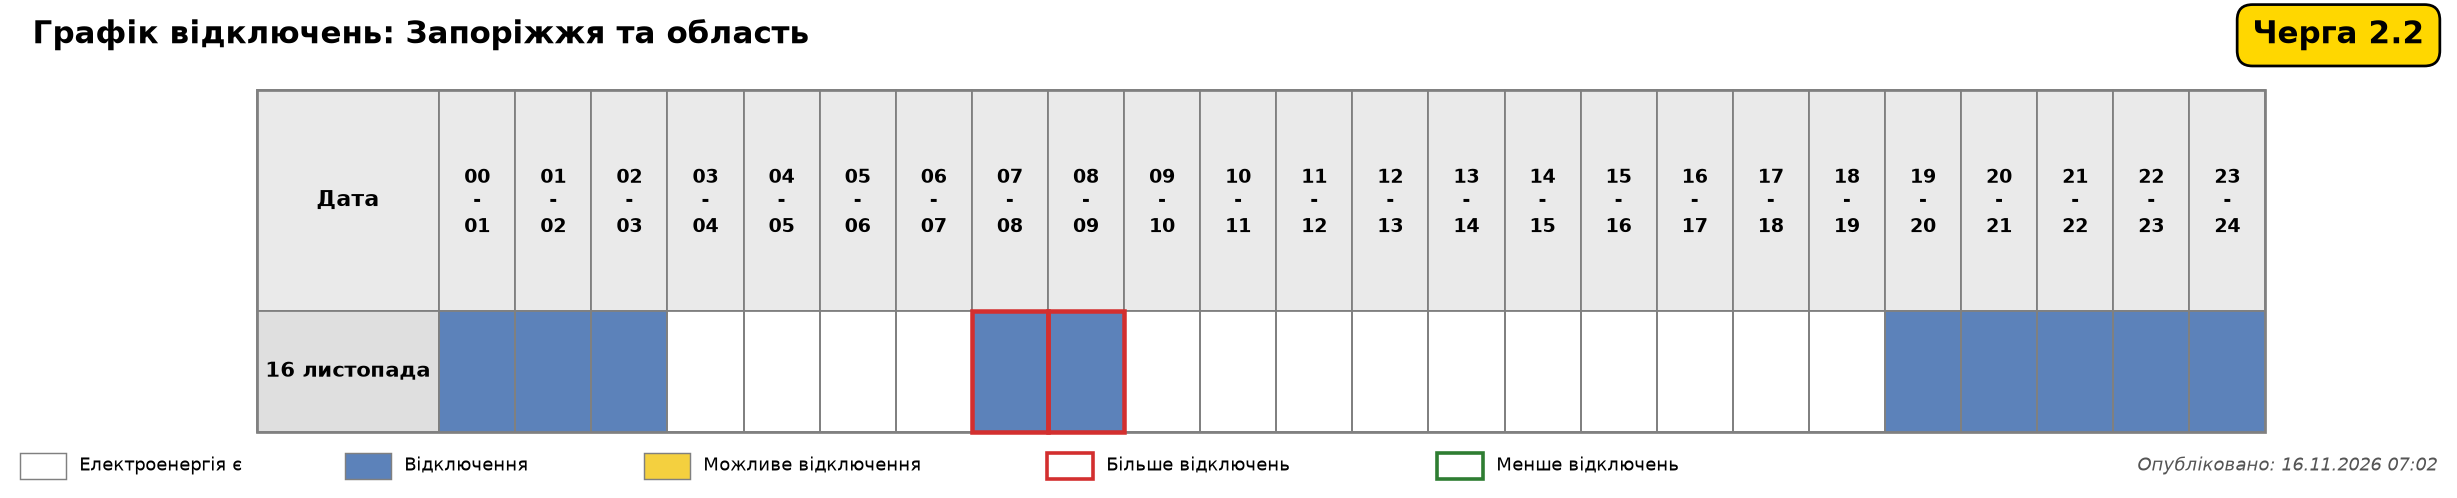 Графік відключень: Запоріжжя та область
Черга 2.2
Дата
00 - 01
01 - 02
02 - 03
03 - 04
04 - 05
05 - 06
06 - 07
07 - 08
08 - 09
09 - 10
10 - 11
11 - 12
12 - 13
13 - 14
14 - 15
15 - 16
16 - 17
17 - 18
18 - 19
19 - 20
20 - 21
21 - 22
22 - 23
23 - 24
16 листопада
Електроенергія є
Відключення
Можливе відключення
Більше відключень
Менше відключень
Опубліковано: 16.11.2026 07:02